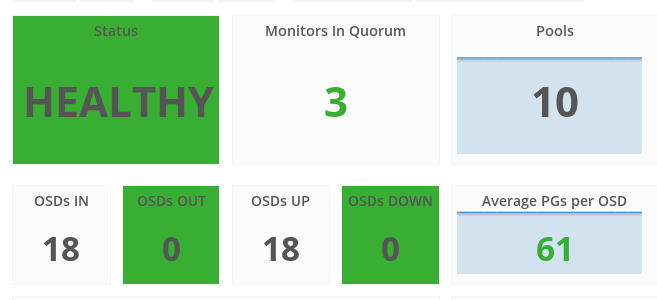 Status
Monitors In Quorum
Pools
HEALTHY
3
10
OSDs IN
OSDs OUT
OSDs UP
OSDs DOWN
Average PGs per OSD
18
0
18
0
61